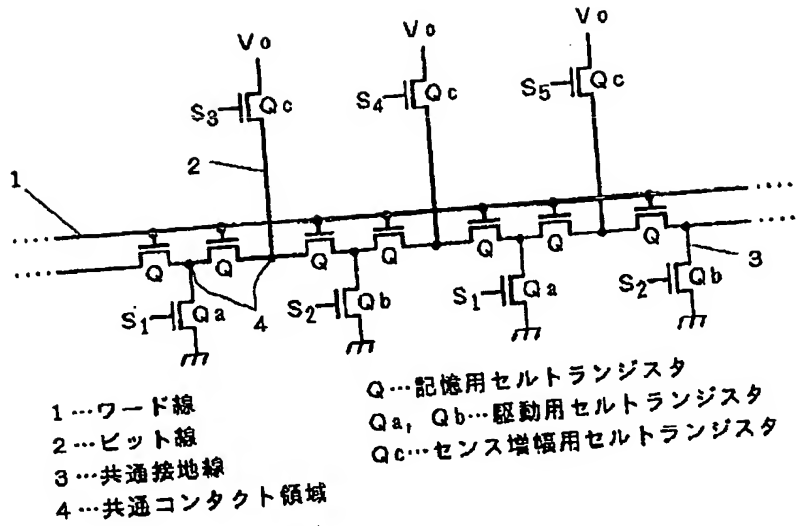 Vo Vo Vo
S3 Qc S4 Qc S5 Qc
2
1
····· ·····
····· ·····
Q Q Q Q Q Q Q
3
S1 Qa 4 S2 Qb S1 Qa S2 Qb
1…ワード線
2…ビット線
3…共通接地線
4…共通コンタクト領域
Q…記憶用セルトランジスタ
Qa, Qb…駆動用セルトランジスタ
Qc…センス増幅用セルトランジスタ